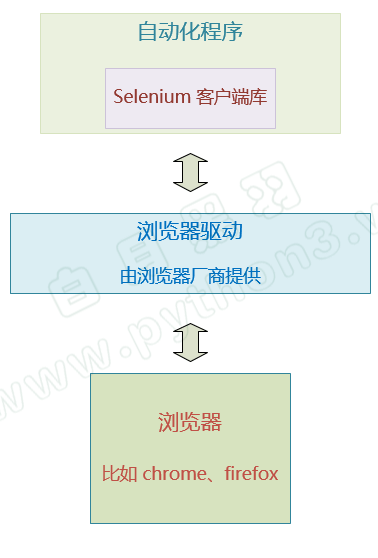 自动化程序
Selenium 客户端库
浏览器驱动
由浏览器厂商提供
浏览器
比如 chrome、firefox
白月黑羽
www.python3.v